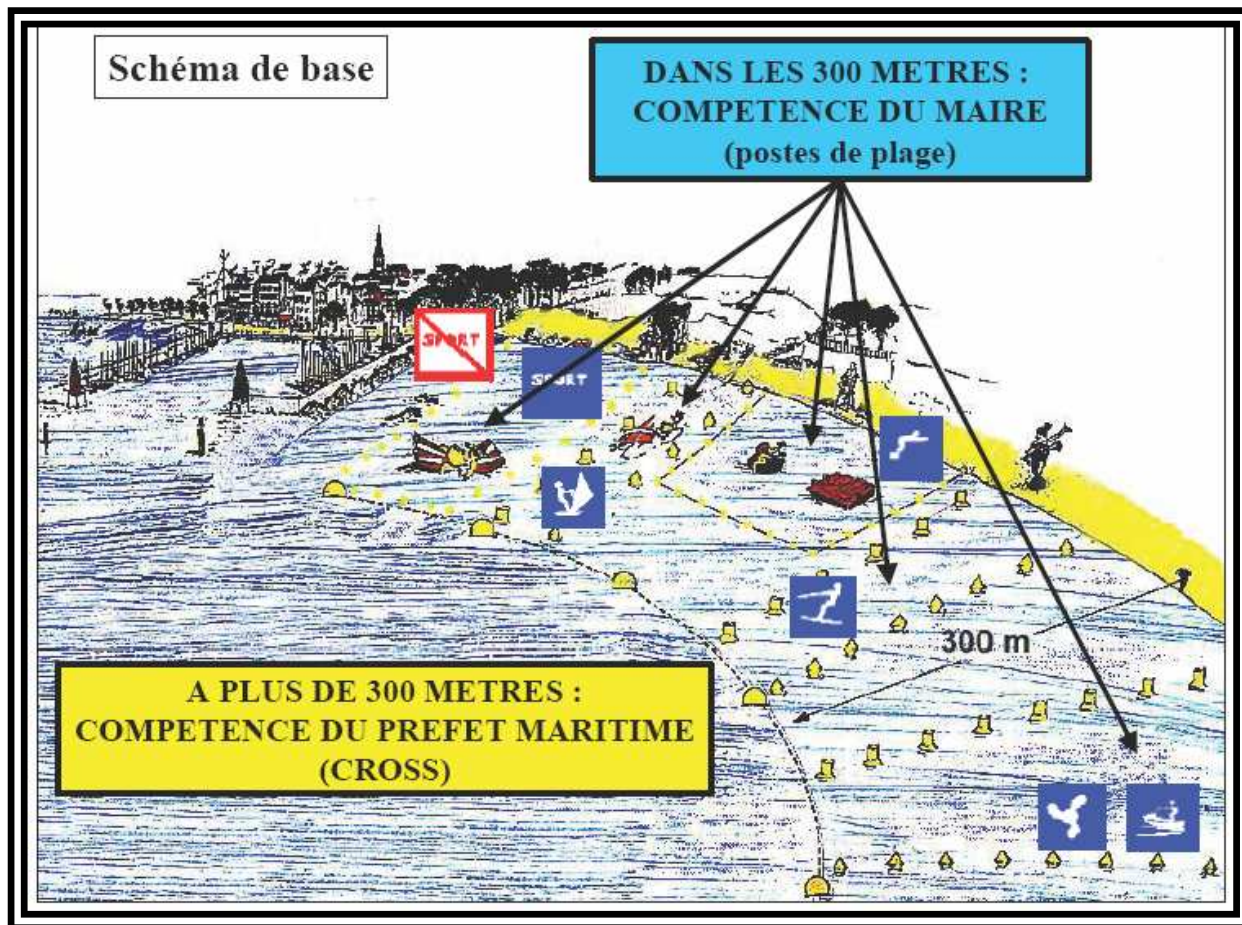 Schéma de base
DANS LES 300 METRES :
COMPETENCE DU MAIRE
(postes de plage)
SPORT
SPORT
300 m
A PLUS DE 300 METRES :
COMPETENCE DU PREFET MARITIME
(CROSS)